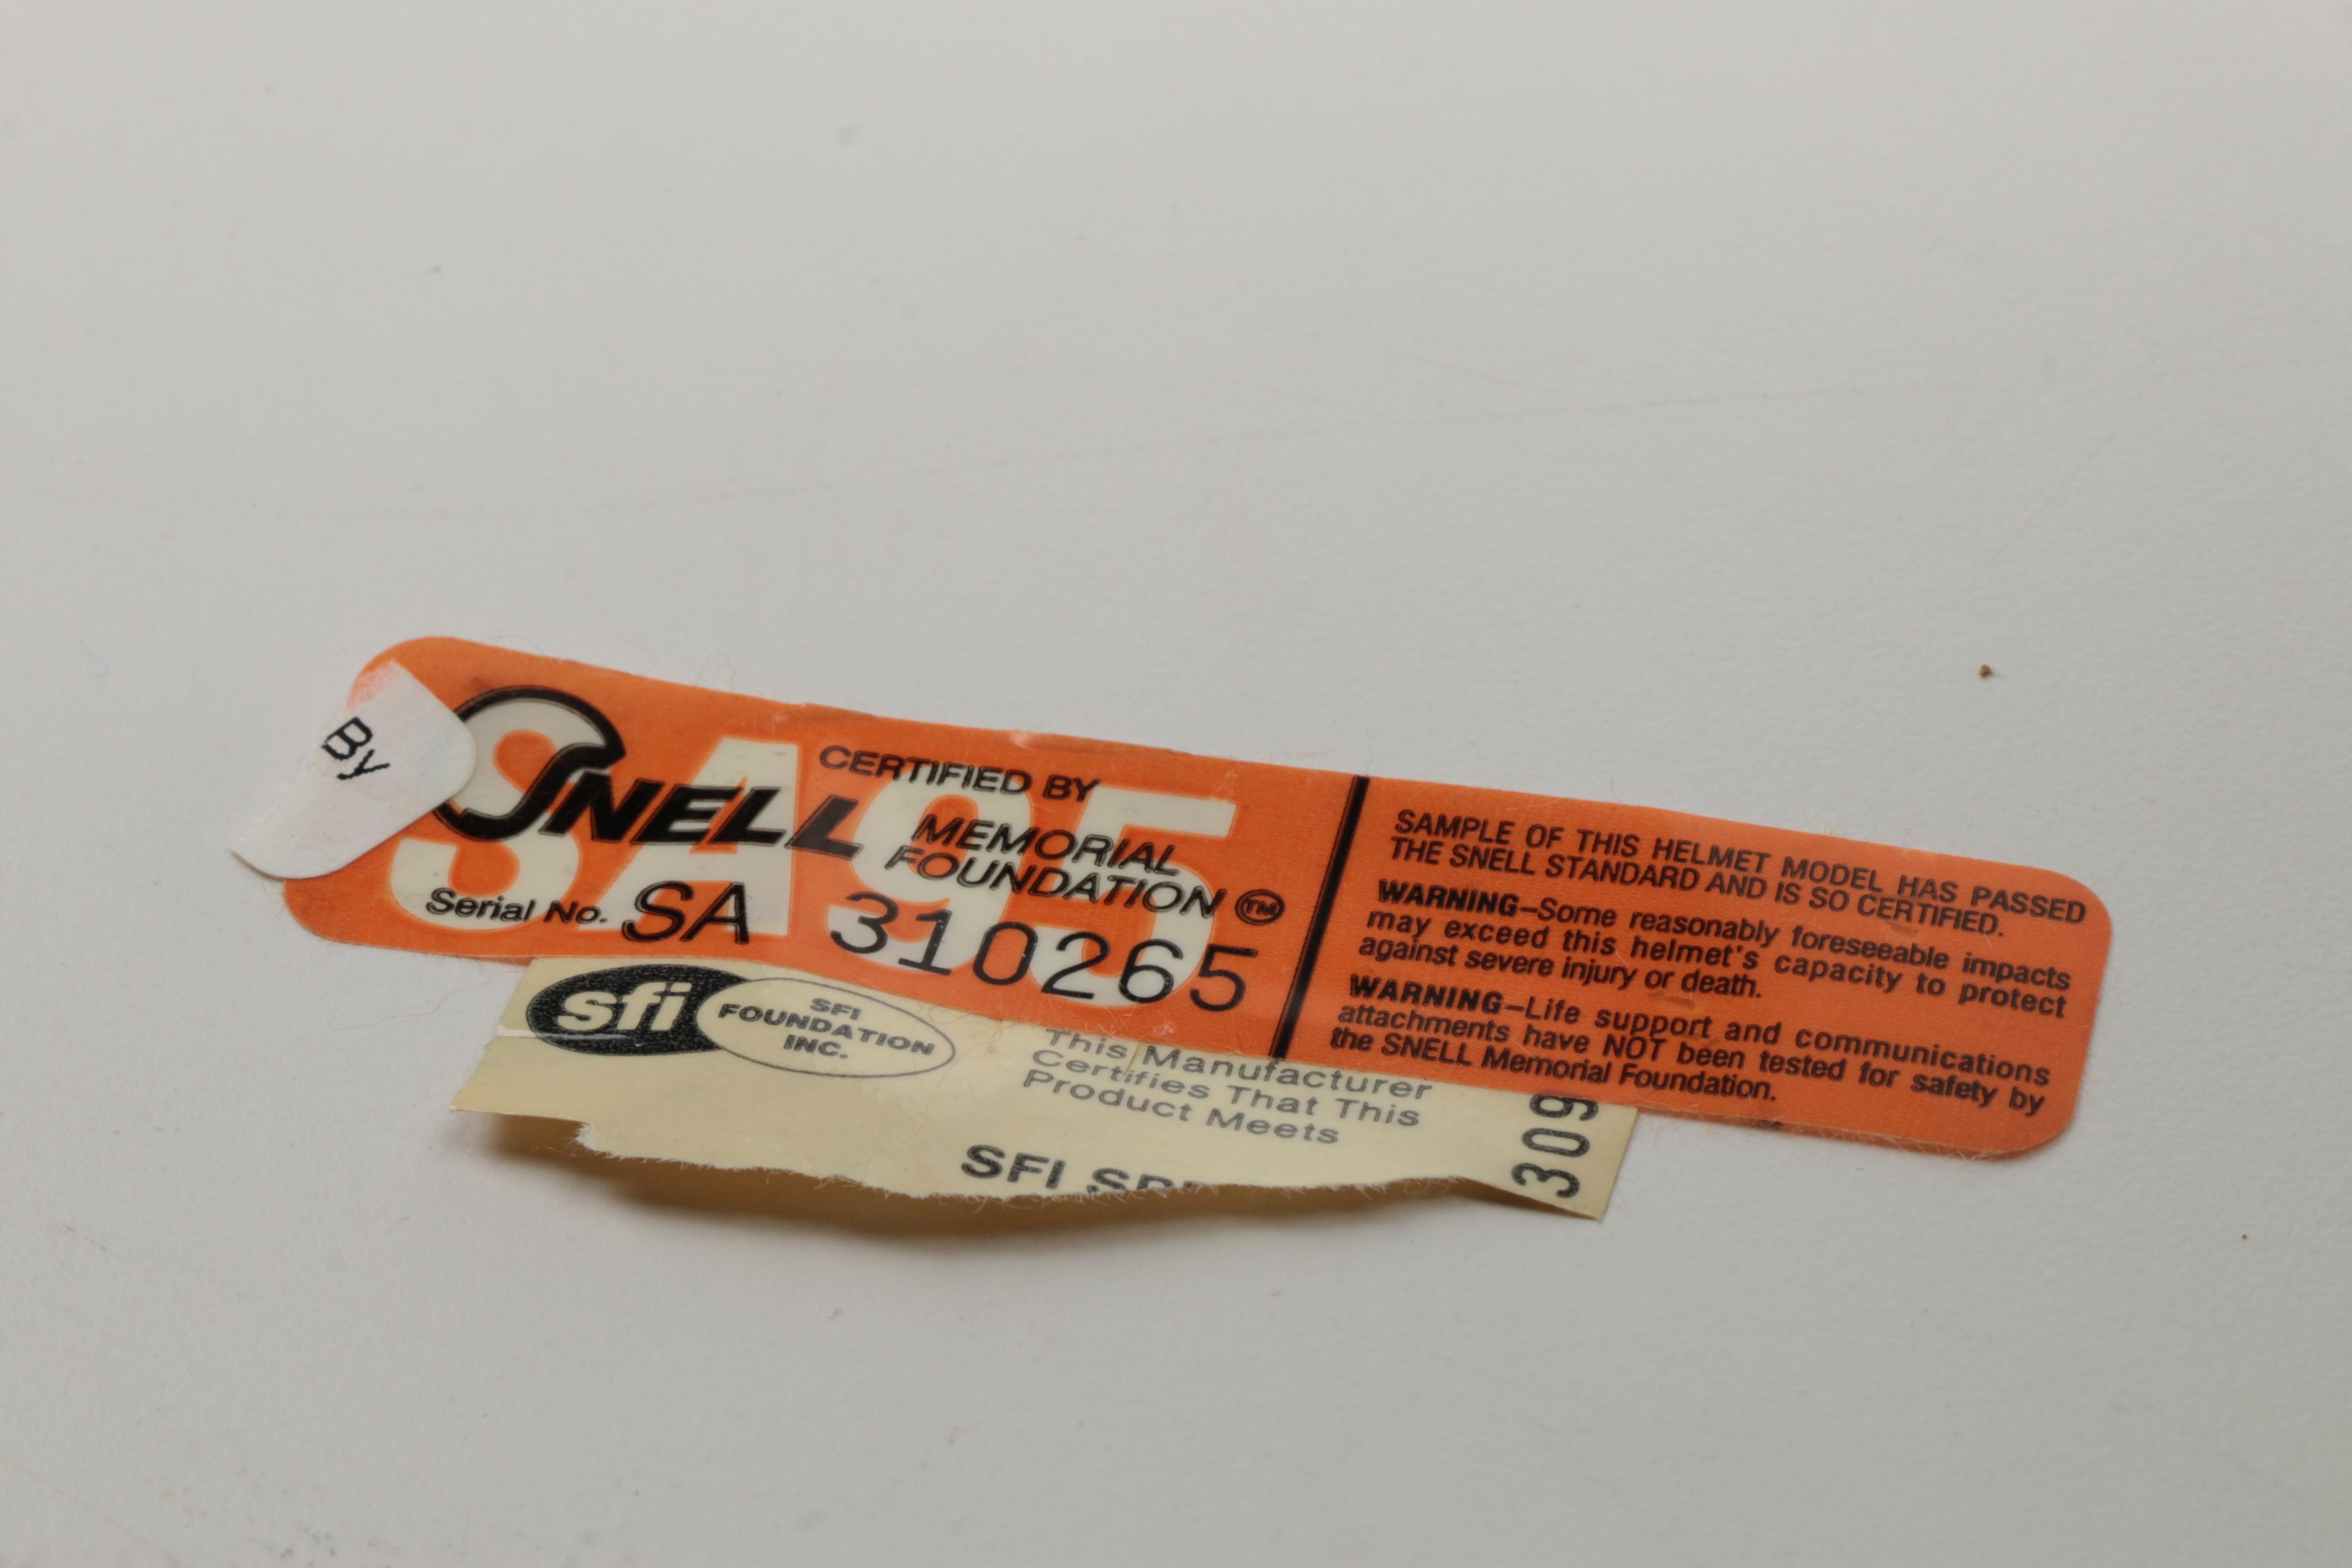 BY
SA95
CERTIFIED BY
SNELL MEMORIAL
FOUNDATION TM
Serial No. SA 310265
SAMPLE OF THIS HELMET MODEL HAS PASSED
THE SNELL STANDARD AND IS SO CERTIFIED.
WARNING–Some reasonably foreseeable impacts
may exceed this helmet's capacity to protect
against severe injury or death.
WARNING–Life support and communications
attachments have NOT been tested for safety by
the SNELL Memorial Foundation.
sfi
SFI
FOUNDATION
INC.
This Manufacturer
Certifies That This
Product Meets
SFI
309